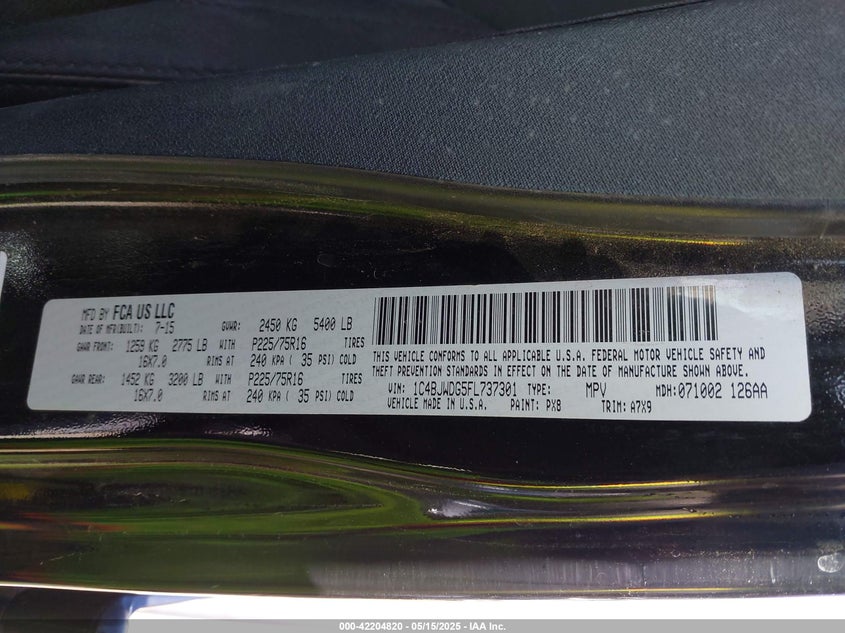 MFD BY FCA US LLC
DATE OF MFR(BUILT): 7-15 GVWR: 2450 KG 5400 LB
GAWR FRONT: 1259 KG 2775 LB WITH P225/75R16 TIRES
16X7.0 RIMS AT 240 KPA ( 35 PSI) COLD
GAWR REAR: 1452 KG 3200 LB WITH P225/75R16 TIRES
16X7.0 RIMS AT 240 KPA ( 35 PSI) COLD
THIS VEHICLE CONFORMS TO ALL APPLICABLE U.S.A. FEDERAL MOTOR VEHICLE SAFETY AND
THEFT PREVENTION STANDARDS IN EFFECT ON THE DATE OF MANUFACTURE SHOWN ABOVE.
VIN: 1C4BJWDG5FL737301 TYPE: MPV MDH:071002 126AA
VEHICLE MADE IN U.S.A. PAINT: PX8 TRIM: A7X9
000-42204820 - 05/15/2025 - IAA Inc.